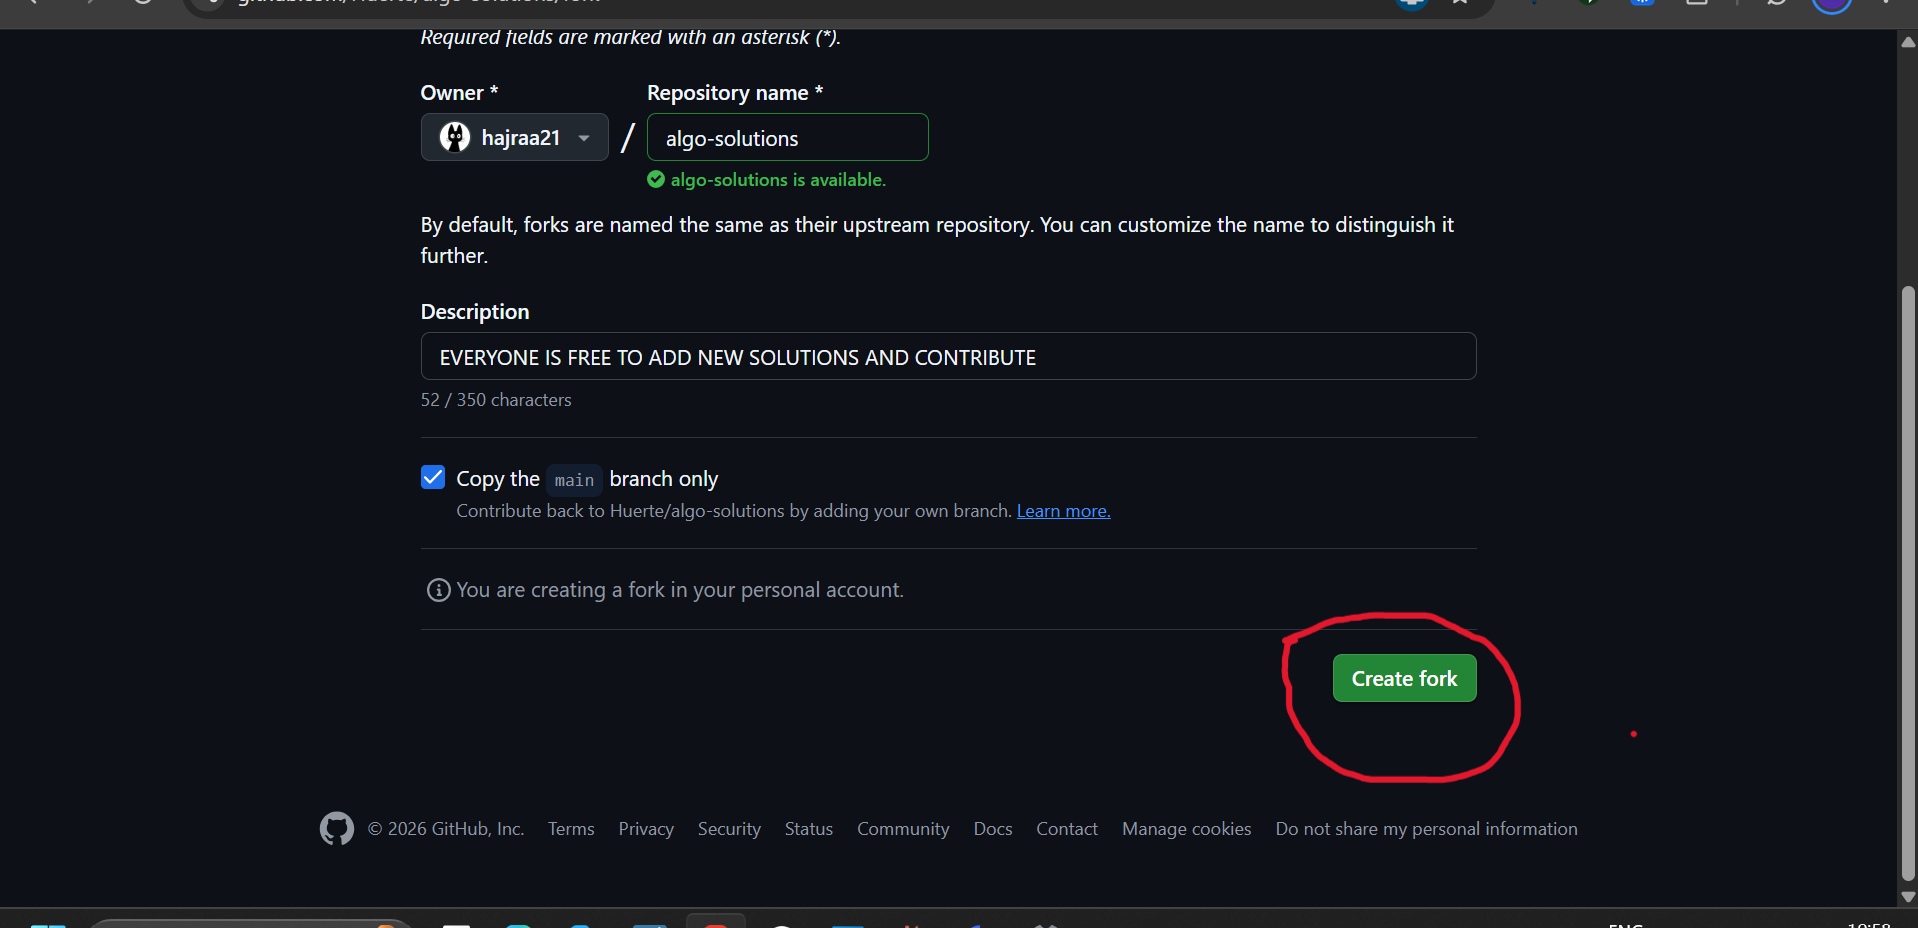 Required fields are marked with an asterisk (*).
Owner * Repository name *
hajraa21 / algo-solutions
algo-solutions is available.
By default, forks are named the same as their upstream repository. You can customize the name to distinguish it
further.
Description
EVERYONE IS FREE TO ADD NEW SOLUTIONS AND CONTRIBUTE
52 / 350 characters
Copy the main branch only
Contribute back to Huerte/algo-solutions by adding your own branch. Learn more.
You are creating a fork in your personal account.
Create fork
© 2026 GitHub, Inc. Terms Privacy Security Status Community Docs Contact Manage cookies Do not share my personal information